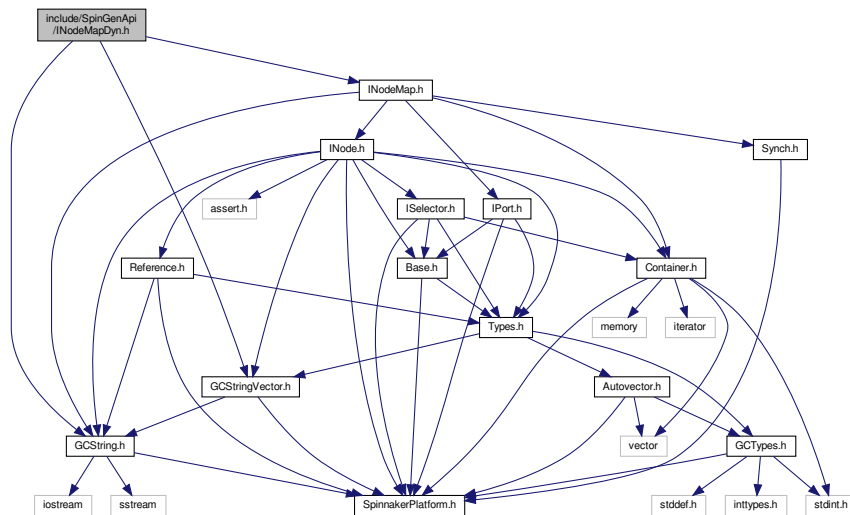 include/SpinGenApi
/INodeMapDyn.h
INodeMap.h
INode.h
Synch.h
assert.h
ISelector.h
IPort.h
Reference.h
Base.h
Container.h
Types.h
memory
iterator
GCStringVector.h
Autovector.h
GCString.h
vector
GCTypes.h
iostream
sstream
SpinnakerPlatform.h
stddef.h
inttypes.h
stdint.h